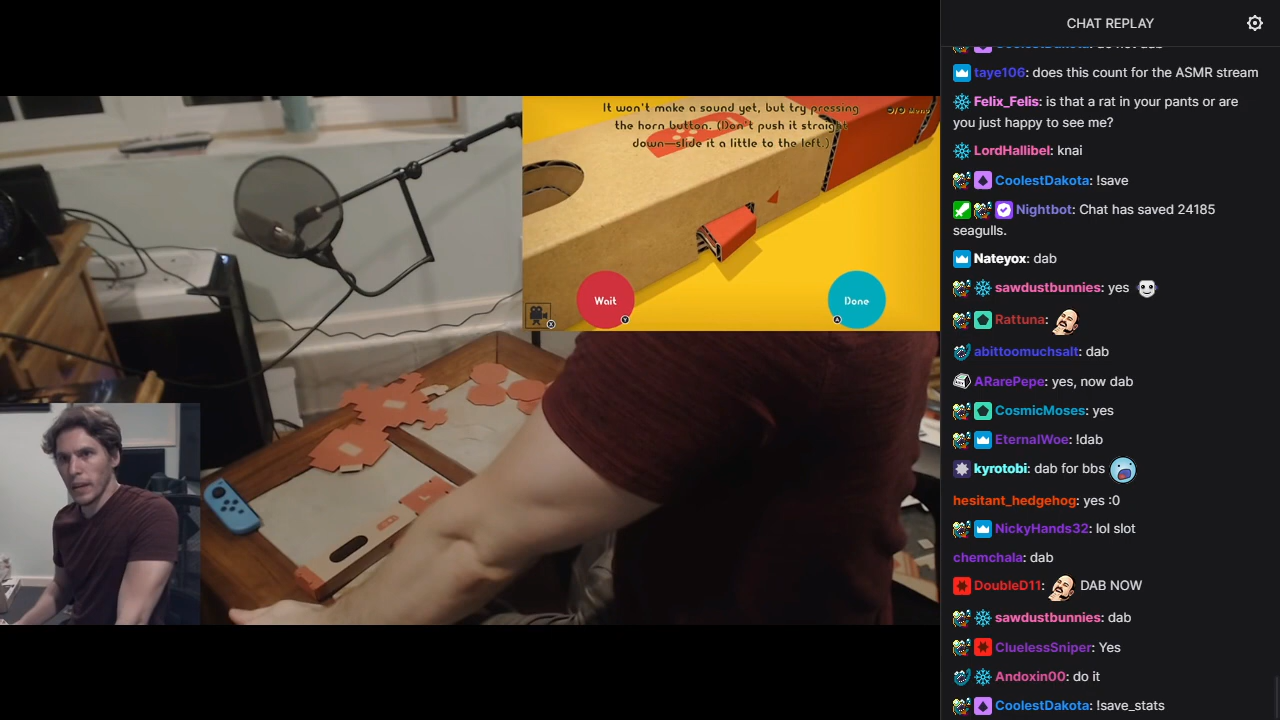 CHAT REPLAY
It won't make a sound yet, but try pressing
the horn button. (Don't push it straight
down—slide it a little to the left.)
Menu
Wait
Y
Done
A
X
taye106: does this count for the ASMR stream
Felix_Felis: is that a rat in your pants or are
you just happy to see me?
LordHallibel: knai
CoolestDakota: !save
Nightbot: Chat has saved 24185
seagulls.
Nateyox: dab
sawdustbunnies: yes
Rattuna:
abittoomuchsalt: dab
ARarePepe: yes, now dab
CosmicMoses: yes
EternalWoe: !dab
kyrotobi: dab for bbs
hesitant_hedgehog: yes :0
NickyHands32: lol slot
chemchala: dab
DoubleD11: DAB NOW
sawdustbunnies: dab
CluelessSniper: Yes
Andoxin00: do it
CoolestDakota: !save_stats